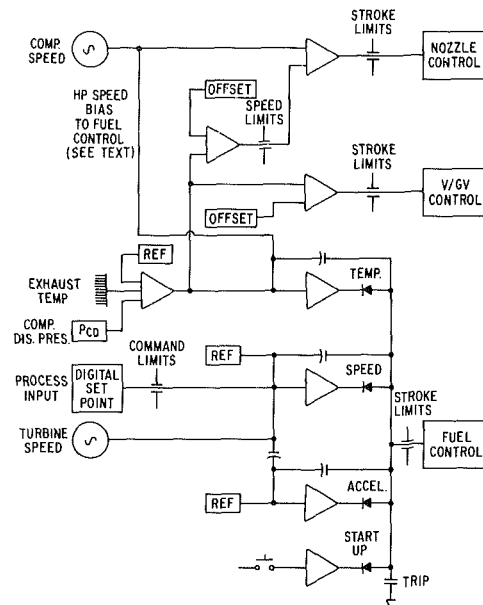 COMP.
SPEED
STROKE
LIMITS
NOZZLE
CONTROL
HP SPEED
BIAS
TO FUEL
CONTROL
(SEE TEXT)
OFFSET
SPEED
LIMITS
STROKE
LIMITS
V/GV
CONTROL
OFFSET
REF
EXHAUST
TEMP
TEMP.
COMP.
DIS. PRES.
PCD
COMMAND
LIMITS
REF
PROCESS
INPUT
DIGITAL
SET
POINT
SPEED
STROKE
LIMITS
TURBINE
SPEED
FUEL
CONTROL
REF
ACCEL.
START
UP
TRIP